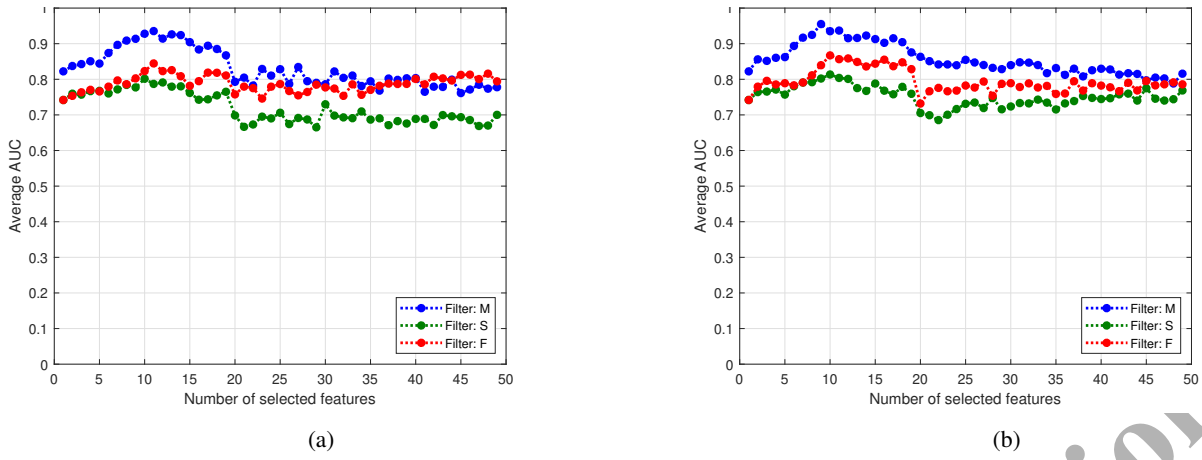 1
0.9
0.8
0.7
0.6
0.5
0.4
0.3
0.2
0.1
0
Average AUC
0 5 10 15 20 25 30 35 40 45 50
Number of selected features
Filter: M
Filter: S
Filter: F
(a)
1
0.9
0.8
0.7
0.6
0.5
0.4
0.3
0.2
0.1
0
Average AUC
0 5 10 15 20 25 30 35 40 45 50
Number of selected features
Filter: M
Filter: S
Filter: F
(b)